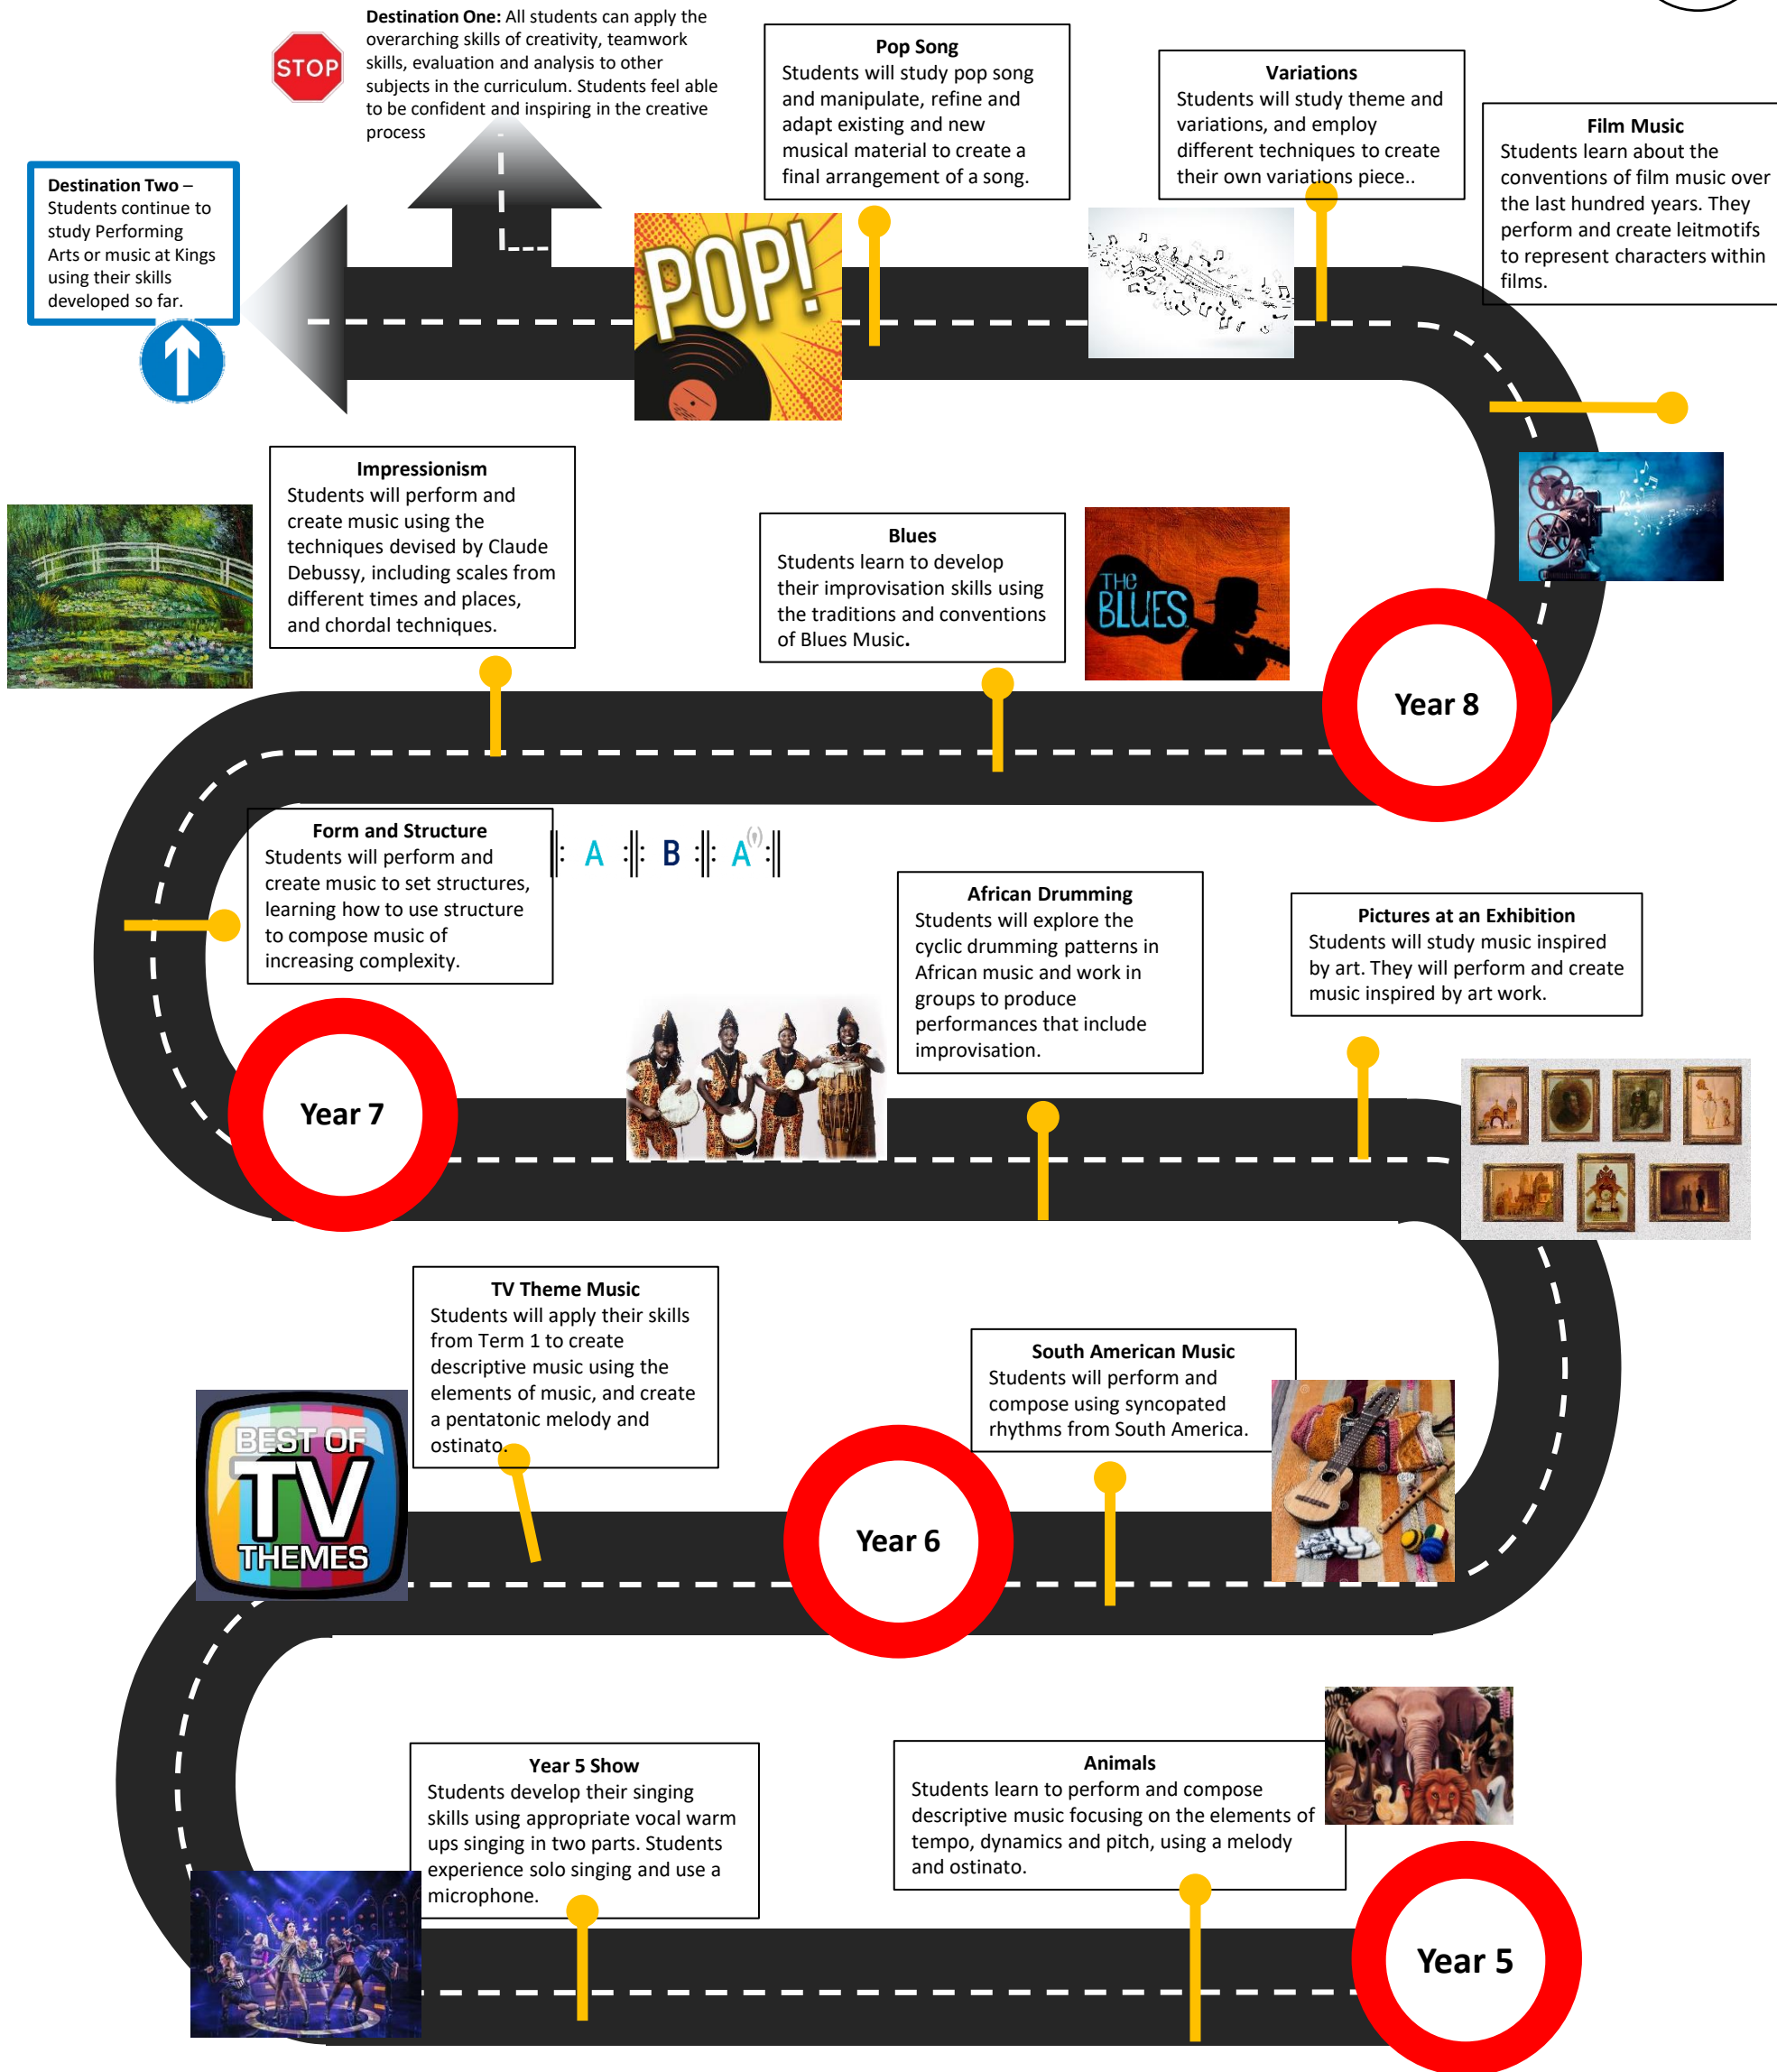 Destination One: All students can apply the
overarching skills of creativity, teamwork
skills, evaluation and analysis to other
subjects in the curriculum. Students feel able
to be confident and inspiring in the creative
process
STOP
Pop Song
Students will study pop song
and manipulate, refine and
adapt existing and new
musical material to create a
final arrangement of a song.
Variations
Students will study theme and
variations, and employ
different techniques to create
their own variations piece..
Film Music
Students learn about the
conventions of film music over
the last hundred years. They
perform and create leitmotifs
to represent characters within
films.
Destination Two –
Students continue to
study Performing
Arts or music at Kings
using their skills
developed so far.
POP!
Impressionism
Students will perform and
create music using the
techniques devised by Claude
Debussy, including scales from
different times and places,
and chordal techniques.
Blues
Students learn to develop
their improvisation skills using
the traditions and conventions
of Blues Music.
THE
BLUES
Year 8
Form and Structure
Students will perform and
create music to set structures,
learning how to use structure
to compose music of
increasing complexity.
A B A(')
African Drumming
Students will explore the
cyclic drumming patterns in
African music and work in
groups to produce
performances that include
improvisation.
Pictures at an Exhibition
Students will study music inspired
by art. They will perform and create
music inspired by art work.
Year 7
TV Theme Music
Students will apply their skills
from Term 1 to create
descriptive music using the
elements of music, and create
a pentatonic melody and
ostinato.
BEST OF
TV
THEMES
South American Music
Students will perform and
compose using syncopated
rhythms from South America.
Year 6
Year 5 Show
Students develop their singing
skills using appropriate vocal warm
ups singing in two parts. Students
experience solo singing and use a
microphone.
Animals
Students learn to perform and compose
descriptive music focusing on the elements of
tempo, dynamics and pitch, using a melody
and ostinato.
Year 5